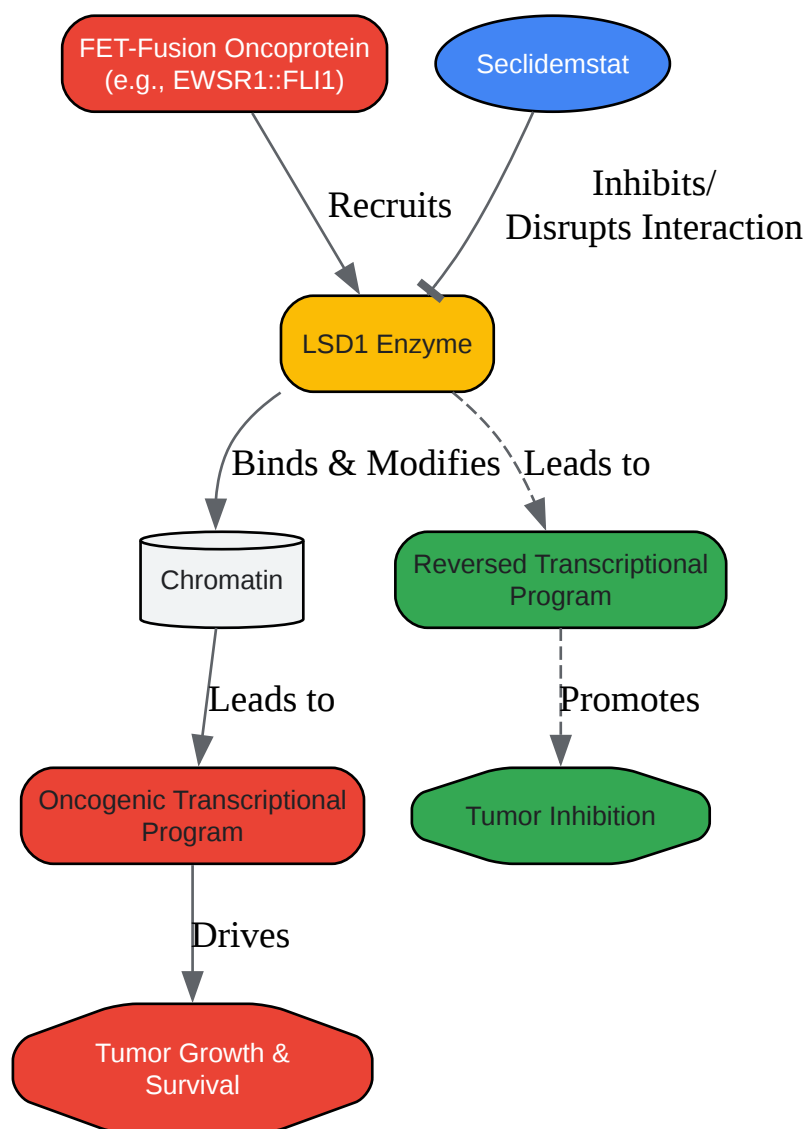 FET-Fusion Oncoprotein
(e.g., EWSR1::FLI1)
Seclidemstat
Recruits
Inhibits/
Disrupts Interaction
LSD1 Enzyme
Binds & Modifies
Leads to
Chromatin
Reversed Transcriptional
Program
Leads to
Promotes
Oncogenic Transcriptional
Program
Tumor Inhibition
Drives
Tumor Growth &
Survival